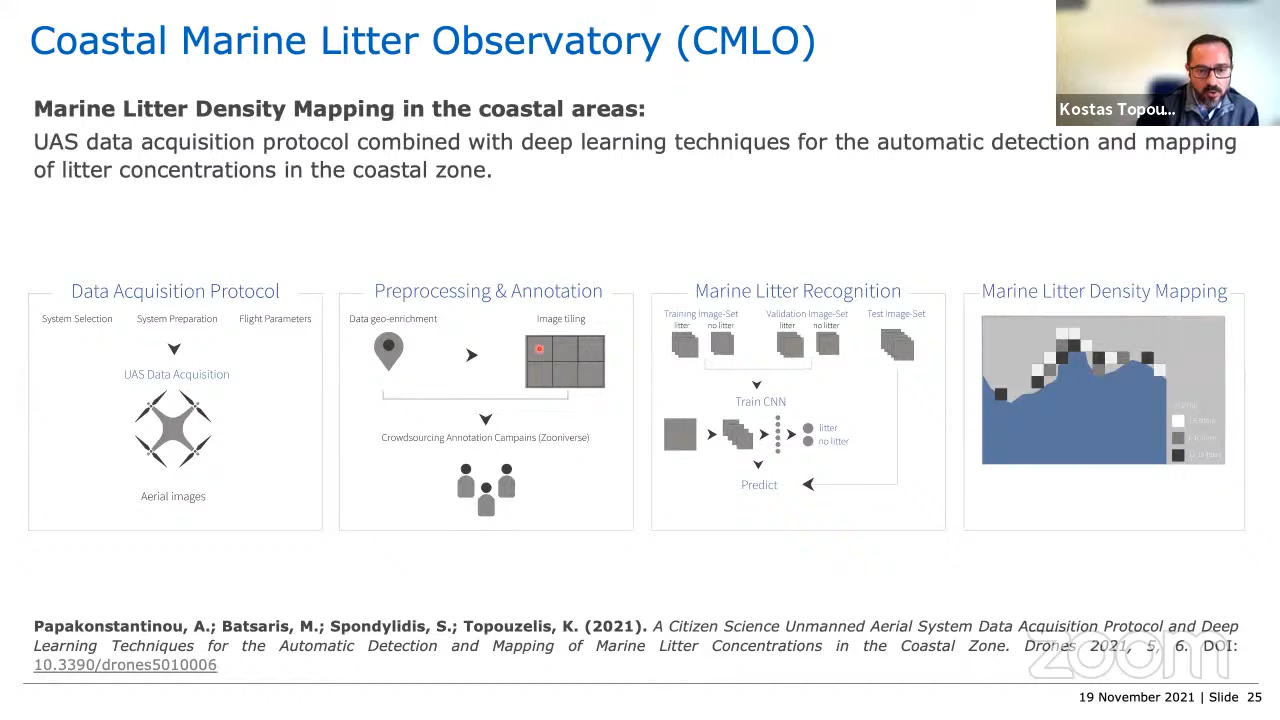 Coastal Marine Litter Observatory (CMLO)
Kostas Topou...
Marine Litter Density Mapping in the coastal areas:
UAS data acquisition protocol combined with deep learning techniques for the automatic detection and mapping
of litter concentrations in the coastal zone.
Data Acquisition Protocol
System Selection
System Preparation
Flight Parameters
UAS Data Acquisition
Aerial images
Preprocessing & Annotation
Data geo-enrichment
Image tiling
Crowdsourcing Annotation Campains (Zooniverse)
Marine Litter Recognition
Training Image-Set
Validation Image-Set
Test Image-Set
litter
no litter
litter
no litter
Train CNN
litter
no litter
Predict
Marine Litter Density Mapping
Papakonstantinou, A.; Batsaris, M.; Spondylidis, S.; Topouzelis, K. (2021). A Citizen Science Unmanned Aerial System Data Acquisition Protocol and Deep
Learning Techniques for the Automatic Detection and Mapping of Marine Litter Concentrations in the Coastal Zone. Drones 2021, 5, 6. DOI:
10.3390/drones5010006
zoom
19 November 2021 | Slide 25